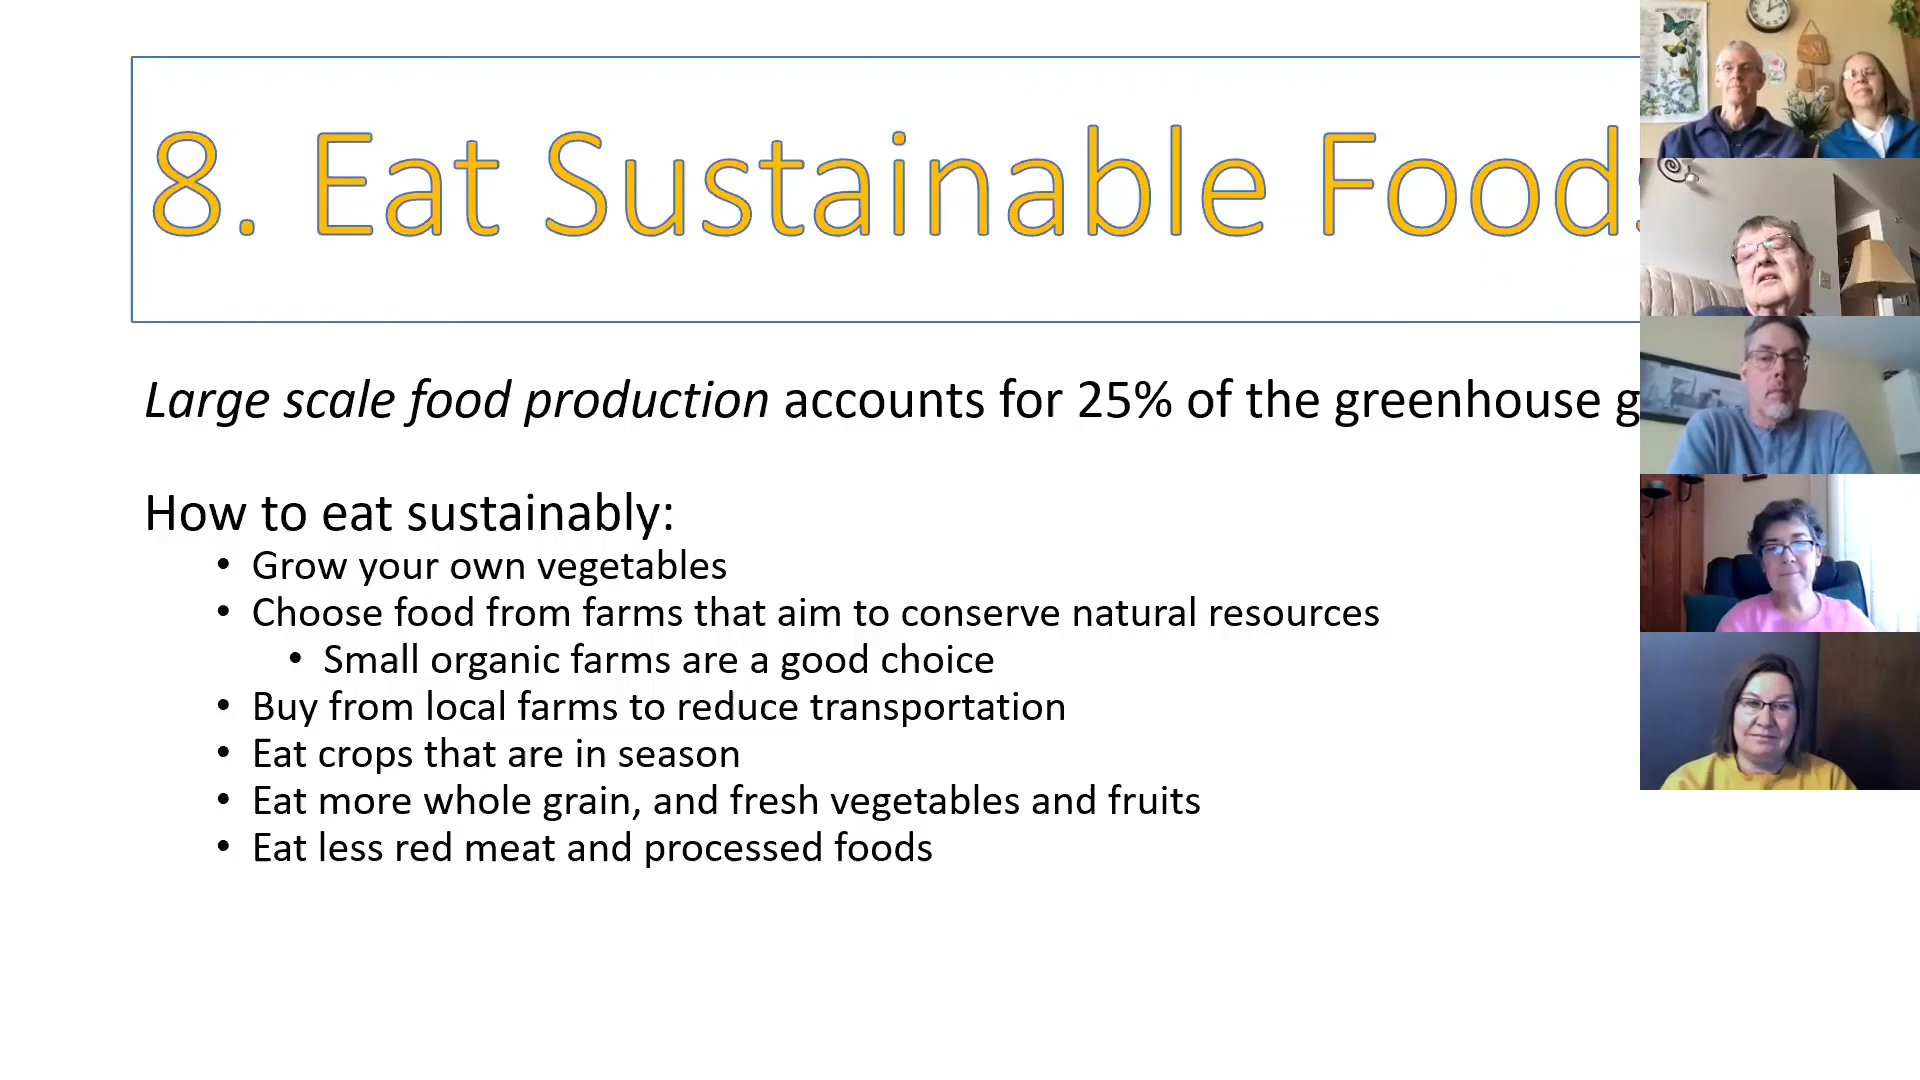 8. Eat Sustainable Foods
Large scale food production accounts for 25% of the greenhouse
How to eat sustainably:
• Grow your own vegetables
• Choose food from farms that aim to conserve natural resources
• Small organic farms are a good choice
• Buy from local farms to reduce transportation
• Eat crops that are in season
• Eat more whole grain, and fresh vegetables and fruits
• Eat less red meat and processed foods